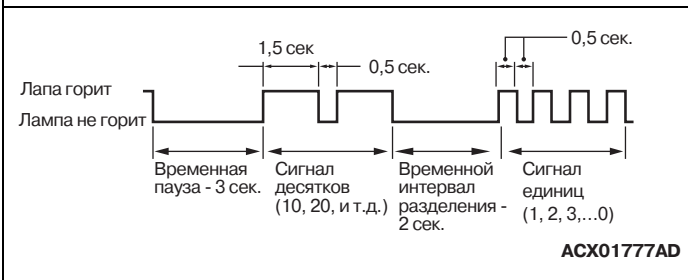 1,5 сек
0,5 сек.
0,5 сек.
Лапа горит
Лампа не горит
Временная
пауза - 3 сек.
Сигнал
десятков
(10, 20, и т.д.)
Временной
интервал
разделения -
2 сек.
Сигнал
единиц
(1, 2, 3,...0)
ACX01777AD